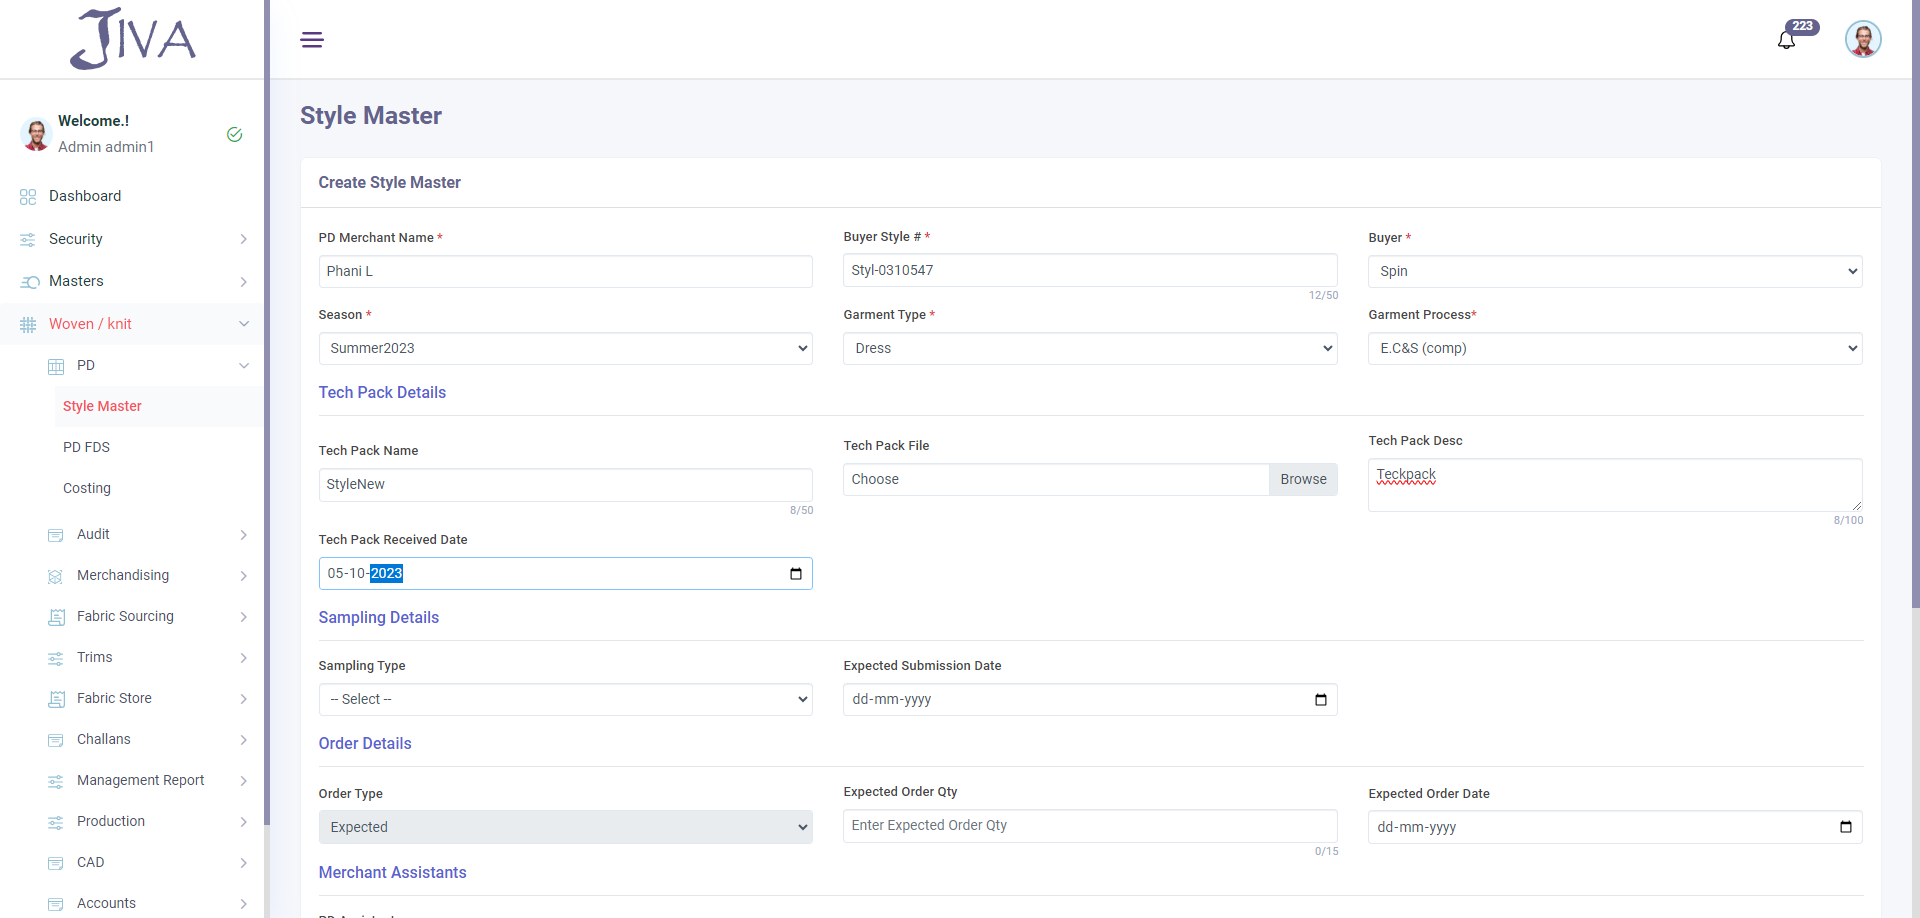 JIVA
223
Welcome.!
Admin admin1
Dashboard
Security
Masters
Woven / knit
PD
Style Master
PD FDS
Costing
Audit
Merchandising
Fabric Sourcing
Trims
Fabric Store
Challans
Management Report
Production
CAD
Accounts
Style Master
Create Style Master
PD Merchant Name *
Buyer Style # *
Buyer *
Phani L
Styl-0310547
Spin
12/50
Season *
Garment Type *
Garment Process*
Summer2023
Dress
E.C&S (comp)
Tech Pack Details
Tech Pack Name
Tech Pack File
Tech Pack Desc
StyleNew
Choose
Browse
Teckpack
8/50
8/100
Tech Pack Received Date
05-10-2023
Sampling Details
Sampling Type
Expected Submission Date
-- Select --
dd-mm-yyyy
Order Details
Order Type
Expected Order Qty
Expected Order Date
Expected
Enter Expected Order Qty
dd-mm-yyyy
0/15
Merchant Assistants